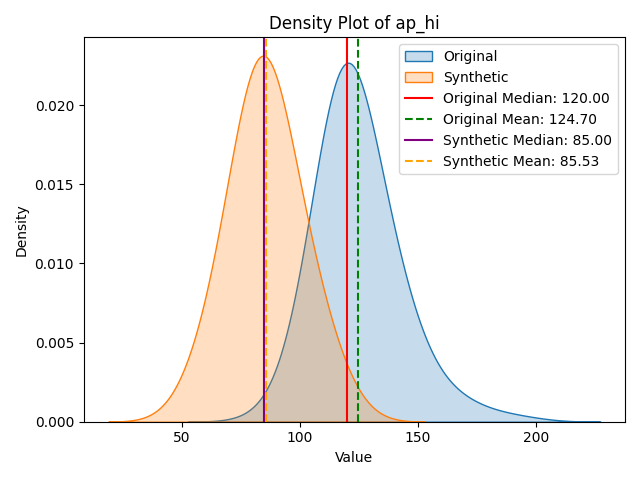 Density Plot of ap_hi
Original
Synthetic
Original Median: 120.00
Original Mean: 124.70
Synthetic Median: 85.00
Synthetic Mean: 85.53
Density
0.020
0.015
0.010
0.005
0.000
50
100
150
200
Value